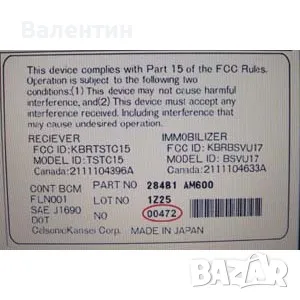 Валентин
This device complies with Part 15 of the FCC Rules.
Operation is subject to the following two
conditions:(1) This device may not cause harmful
interference,and(2) This device must accept any
interference received, Including interference that
may cause undesired operation.
RECIEVER IMMOBILIZER
FCC ID:KBRTSTC15 FCC ID:KBRBSVU17
MODEL ID:TSTC15 MODEL ID:BSVU17
Canada:2111104396A Canada:2111104633A
CONT BCM PART NO 284B1 AM600
FLN001 LOT NO 1Z25
SAE J1690 NO 00472
DOT
CalsonicKansei Corp. MADE IN JAPAN
bazar.bg